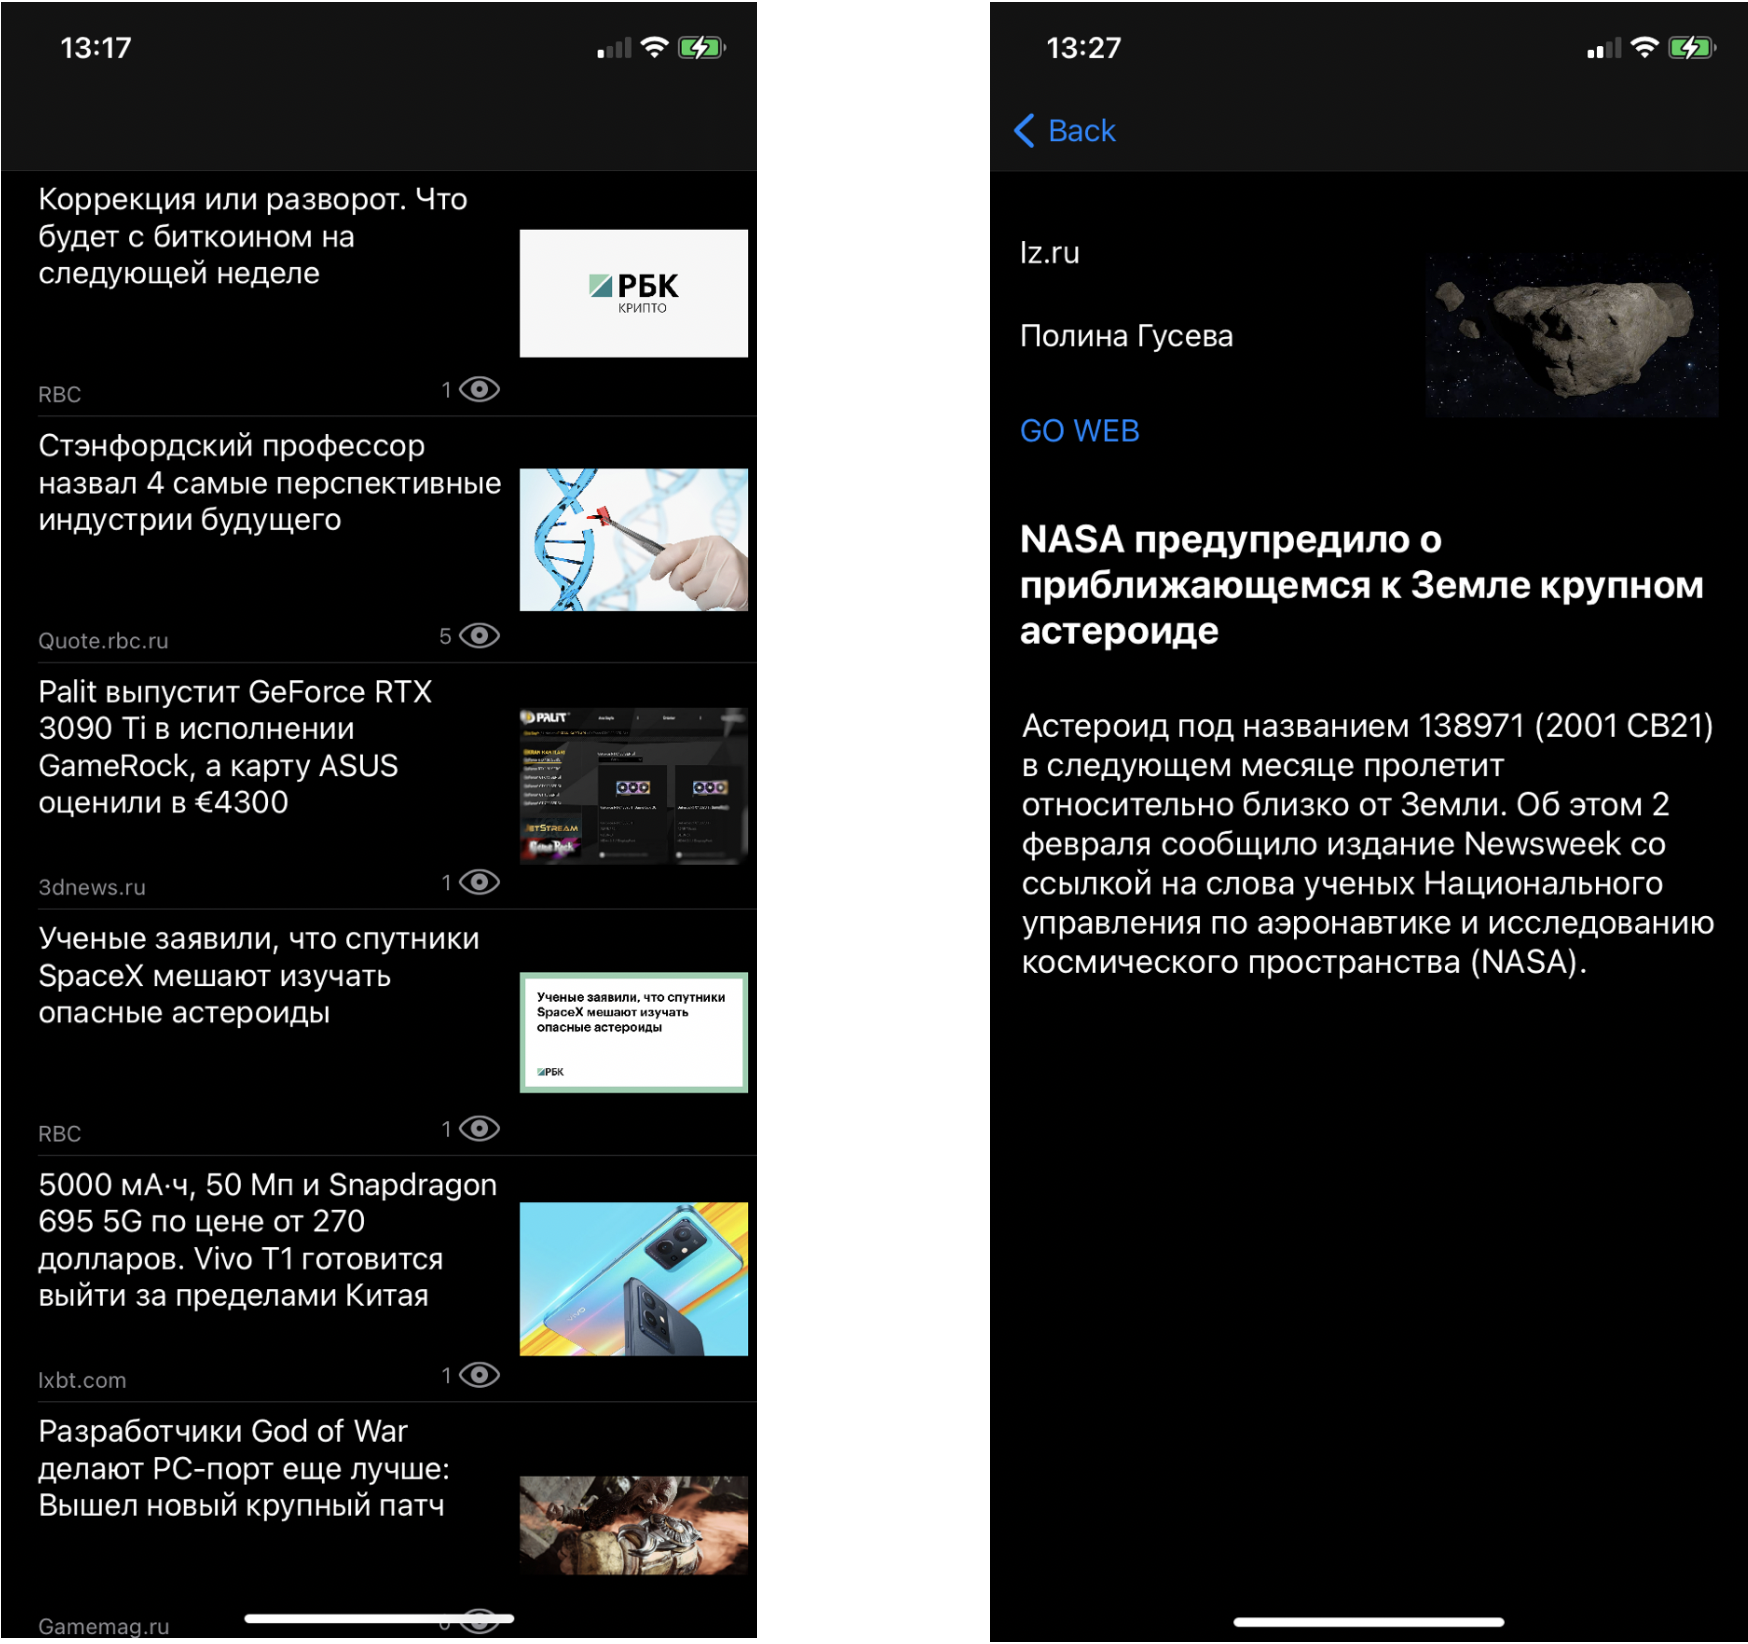 13:17
Коррекция или разворот. Что
будет с биткоином на
следующей неделе
РБК
КРИПТО
RBC
1
Стэнфордский профессор
назвал 4 самые перспективные
индустрии будущего
Quote.rbc.ru
5
Palit выпустит GeForce RTX
3090 Ti в исполнении
GameRock, а карту ASUS
оценили в €4300
PALIT
JETSTREAM
GameRock
3dnews.ru
1
Ученые заявили, что спутники
SpaceX мешают изучать
опасные астероиды
Ученые заявили, что спутники
SpaceX мешают изучать
опасные астероиды
РБК
RBC
1
5000 мА·ч, 50 Мп и Snapdragon
695 5G по цене от 270
долларов. Vivo T1 готовится
выйти за пределами Китая
vivo
Ixbt.com
1
Разработчики God of War
делают PC-порт еще лучше:
Вышел новый крупный патч
Gamemag.ru
13:27
Back
Iz.ru
Полина Гусева
GO WEB
NASA предупредило о
приближающемся к Земле крупном
астероиде
Астероид под названием 138971 (2001 CB21)
в следующем месяце пролетит
относительно близко от Земли. Об этом 2
февраля сообщило издание Newsweek со
ссылкой на слова ученых Национального
управления по аэронавтике и исследованию
космического пространства (NASA).